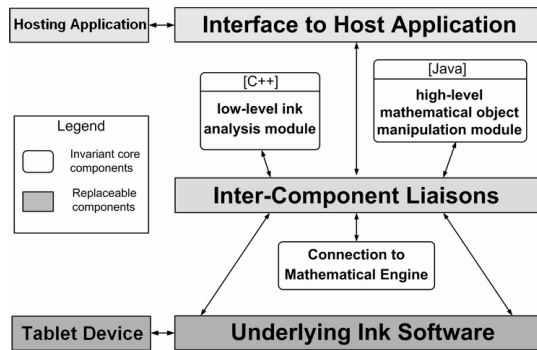 Hosting Application
Interface to Host Application
[C++]
low-level ink
analysis module
[Java]
high-level
mathematical object
manipulation module
Legend
Invariant core
components
Replaceable
components
Inter-Component Liaisons
Connection to
Mathematical Engine
Tablet Device
Underlying Ink Software